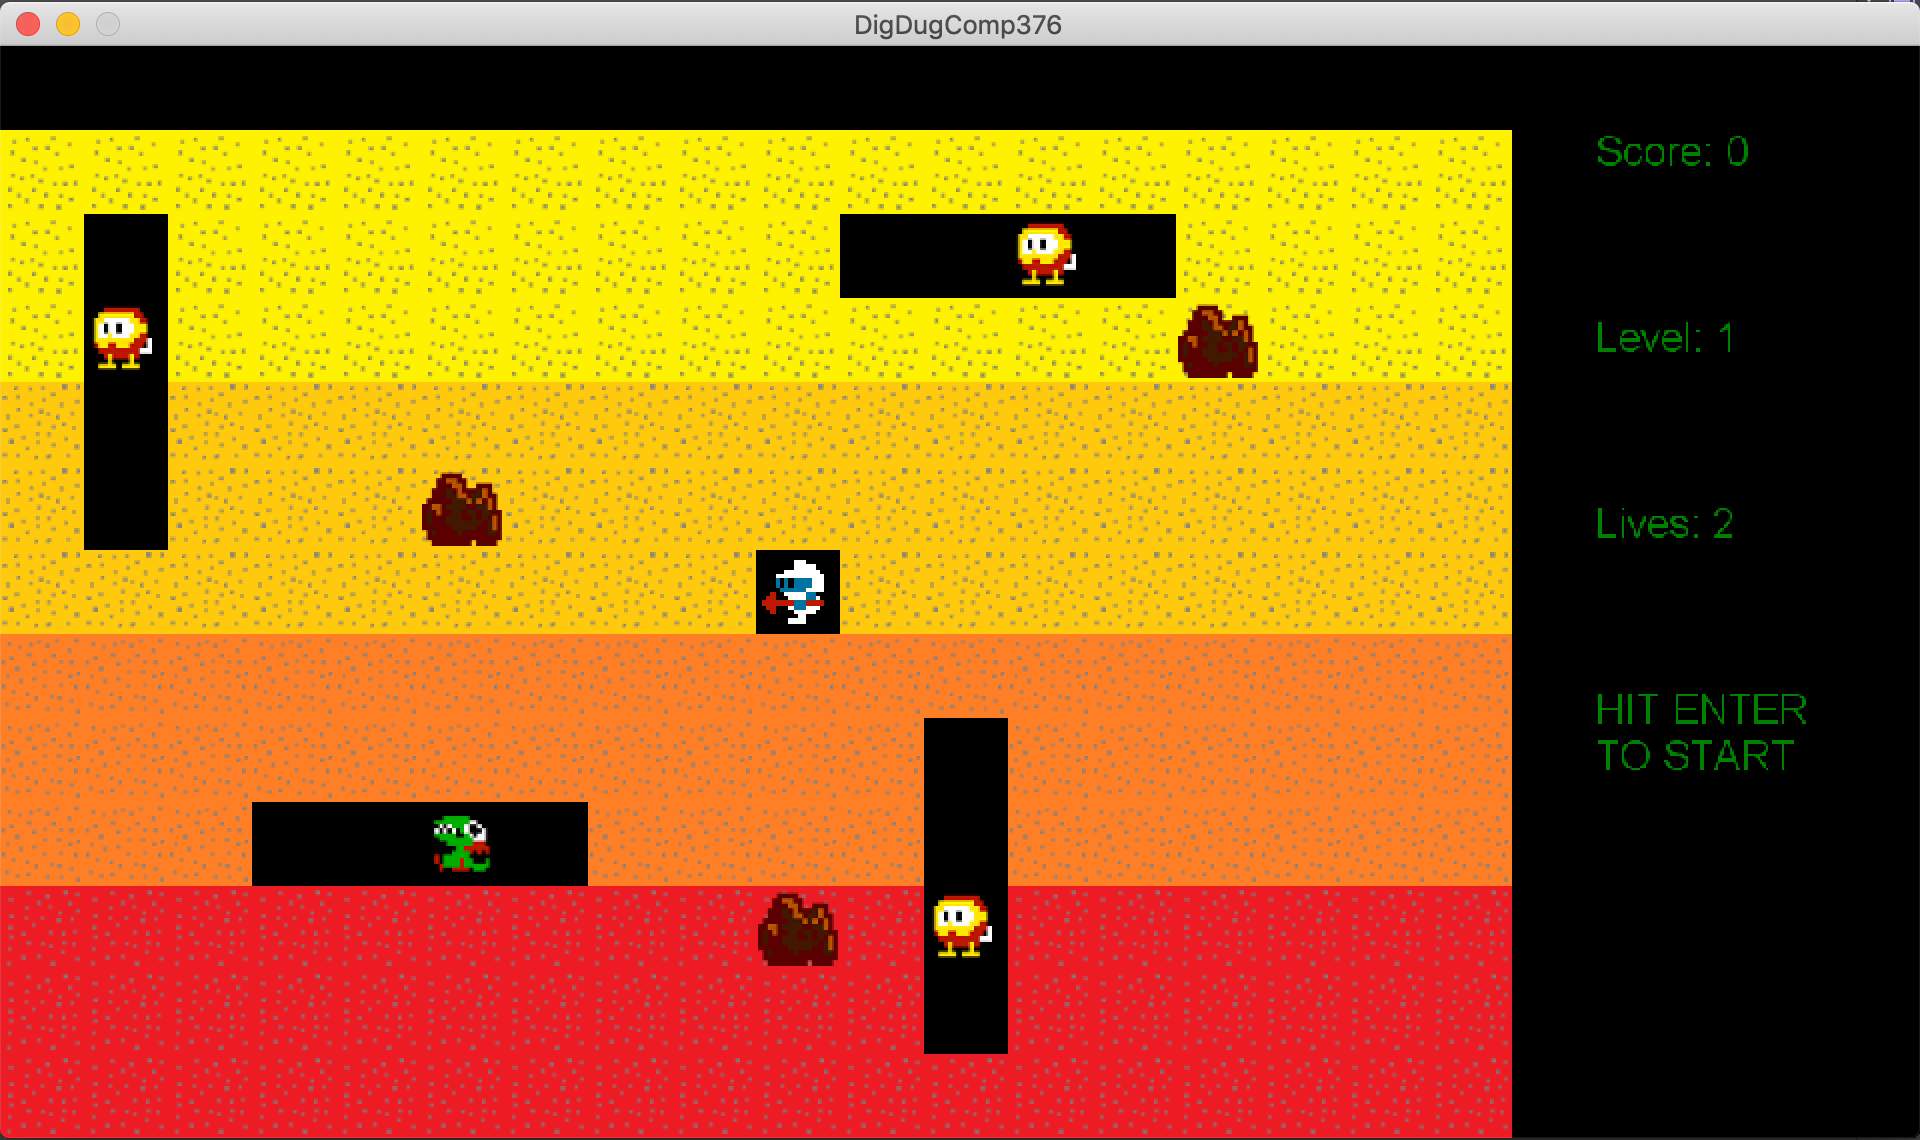 DigDugComp376
Score: 0
Level: 1
Lives: 2
HIT ENTER
TO START